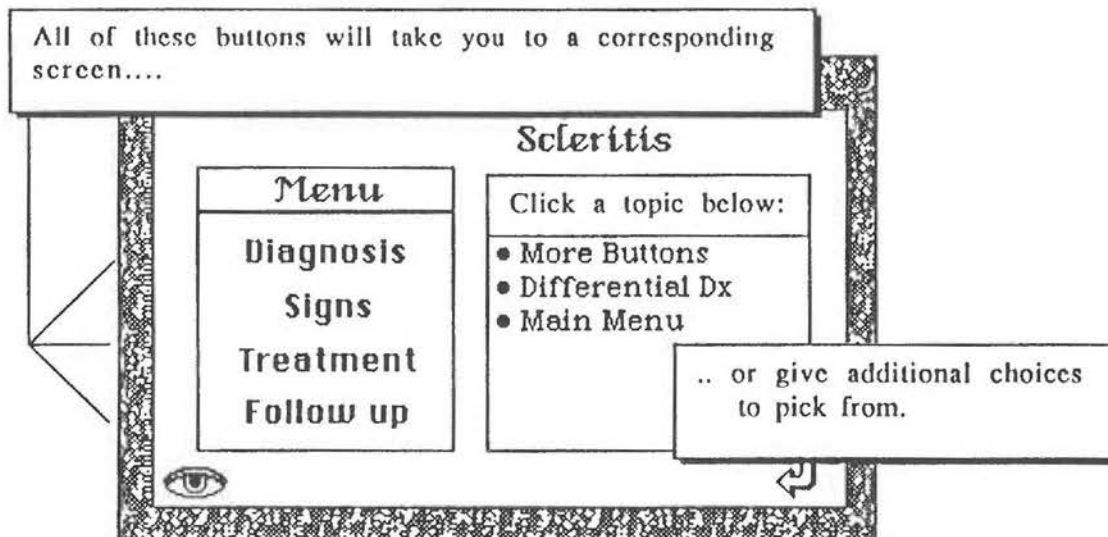 All of these buttons will take you to a corresponding
screen....
Scleritis
Menu
Diagnosis
Signs
Treatment
Follow up
Click a topic below:
• More Buttons
• Differential Dx
• Main Menu
.. or give additional choices
to pick from.